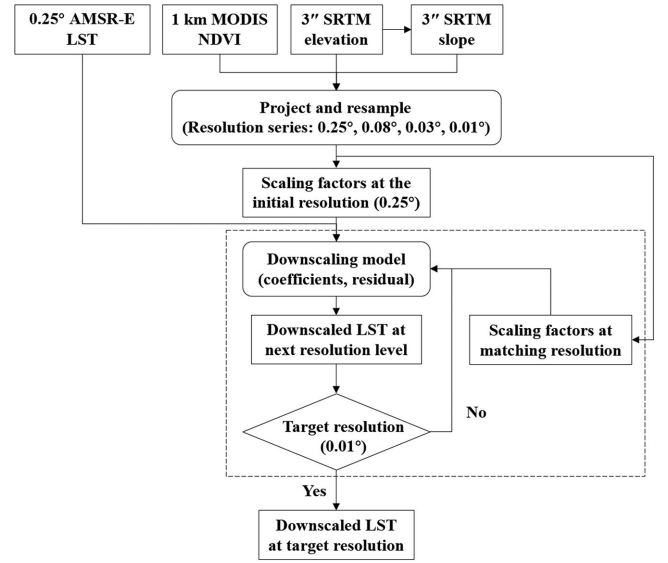 0.25° AMSR-E
LST
1 km MODIS
NDVI
3″ SRTM
elevation
3″ SRTM
slope
Project and resample
(Resolution series: 0.25°, 0.08°, 0.03°, 0.01°)
Scaling factors at the
initial resolution (0.25°)
Downscaling model
(coefficients, residual)
Downscaled LST at
next resolution level
Scaling factors at
matching resolution
Target resolution
(0.01°)
No
Yes
Downscaled LST
at target resolution